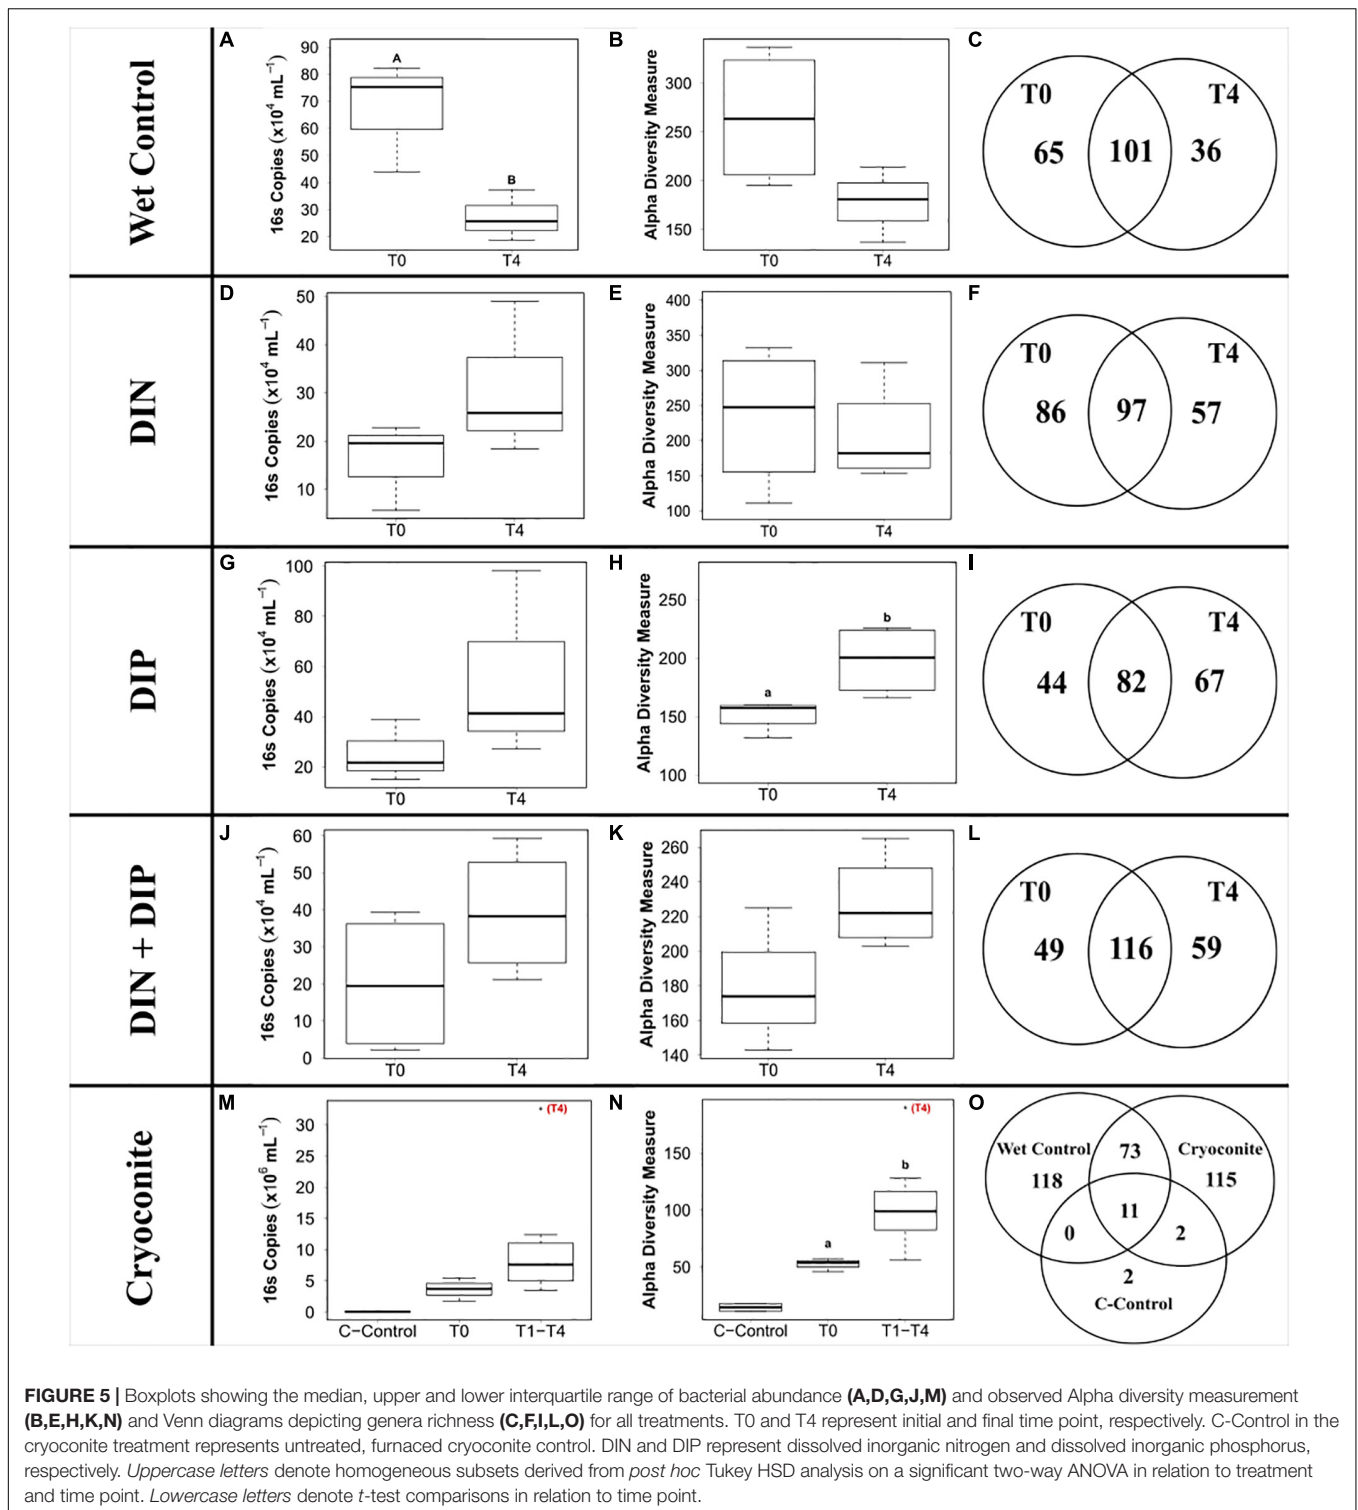 Wet Control
A
16s Copies (x10⁴ mL⁻¹)
90
80
70
60
50
40
30
20
A
B
T0 T4
B
Alpha Diversity Measure
300
250
200
150
T0 T4
C
T0 T4
65 101 36
DIN
D
16s Copies (x10⁴ mL⁻¹)
50
40
30
20
10
T0 T4
E
Alpha Diversity Measure
400
350
300
250
200
150
100
T0 T4
F
T0 T4
86 97 57
DIP
G
16s Copies (x10⁴ mL⁻¹)
100
80
60
40
20
T0 T4
H
Alpha Diversity Measure
250
200
150
100
a
b
T0 T4
I
T0 T4
44 82 67
DIN + DIP
J
16s Copies (x10⁴ mL⁻¹)
60
50
40
30
20
10
0
T0 T4
K
Alpha Diversity Measure
260
240
220
200
180
160
140
T0 T4
L
T0 T4
49 116 59
Cryoconite
M
16s Copies (x10⁶ mL⁻¹)
30
25
20
15
10
5
0
(T4)
C−Control T0 T1−T4
N
Alpha Diversity Measure
150
100
50
(T4)
a
b
C−Control T0 T1−T4
O
Wet Control 73 Cryoconite
118 115
11
0 2
2
C-Control
FIGURE 5 | Boxplots showing the median, upper and lower interquartile range of bacterial abundance (A,D,G,J,M) and observed Alpha diversity measurement
(B,E,H,K,N) and Venn diagrams depicting genera richness (C,F,I,L,O) for all treatments. T0 and T4 represent initial and final time point, respectively. C-Control in the
cryoconite treatment represents untreated, furnaced cryoconite control. DIN and DIP represent dissolved inorganic nitrogen and dissolved inorganic phosphorus,
respectively. Uppercase letters denote homogeneous subsets derived from post hoc Tukey HSD analysis on a significant two-way ANOVA in relation to treatment
and time point. Lowercase letters denote t-test comparisons in relation to time point.